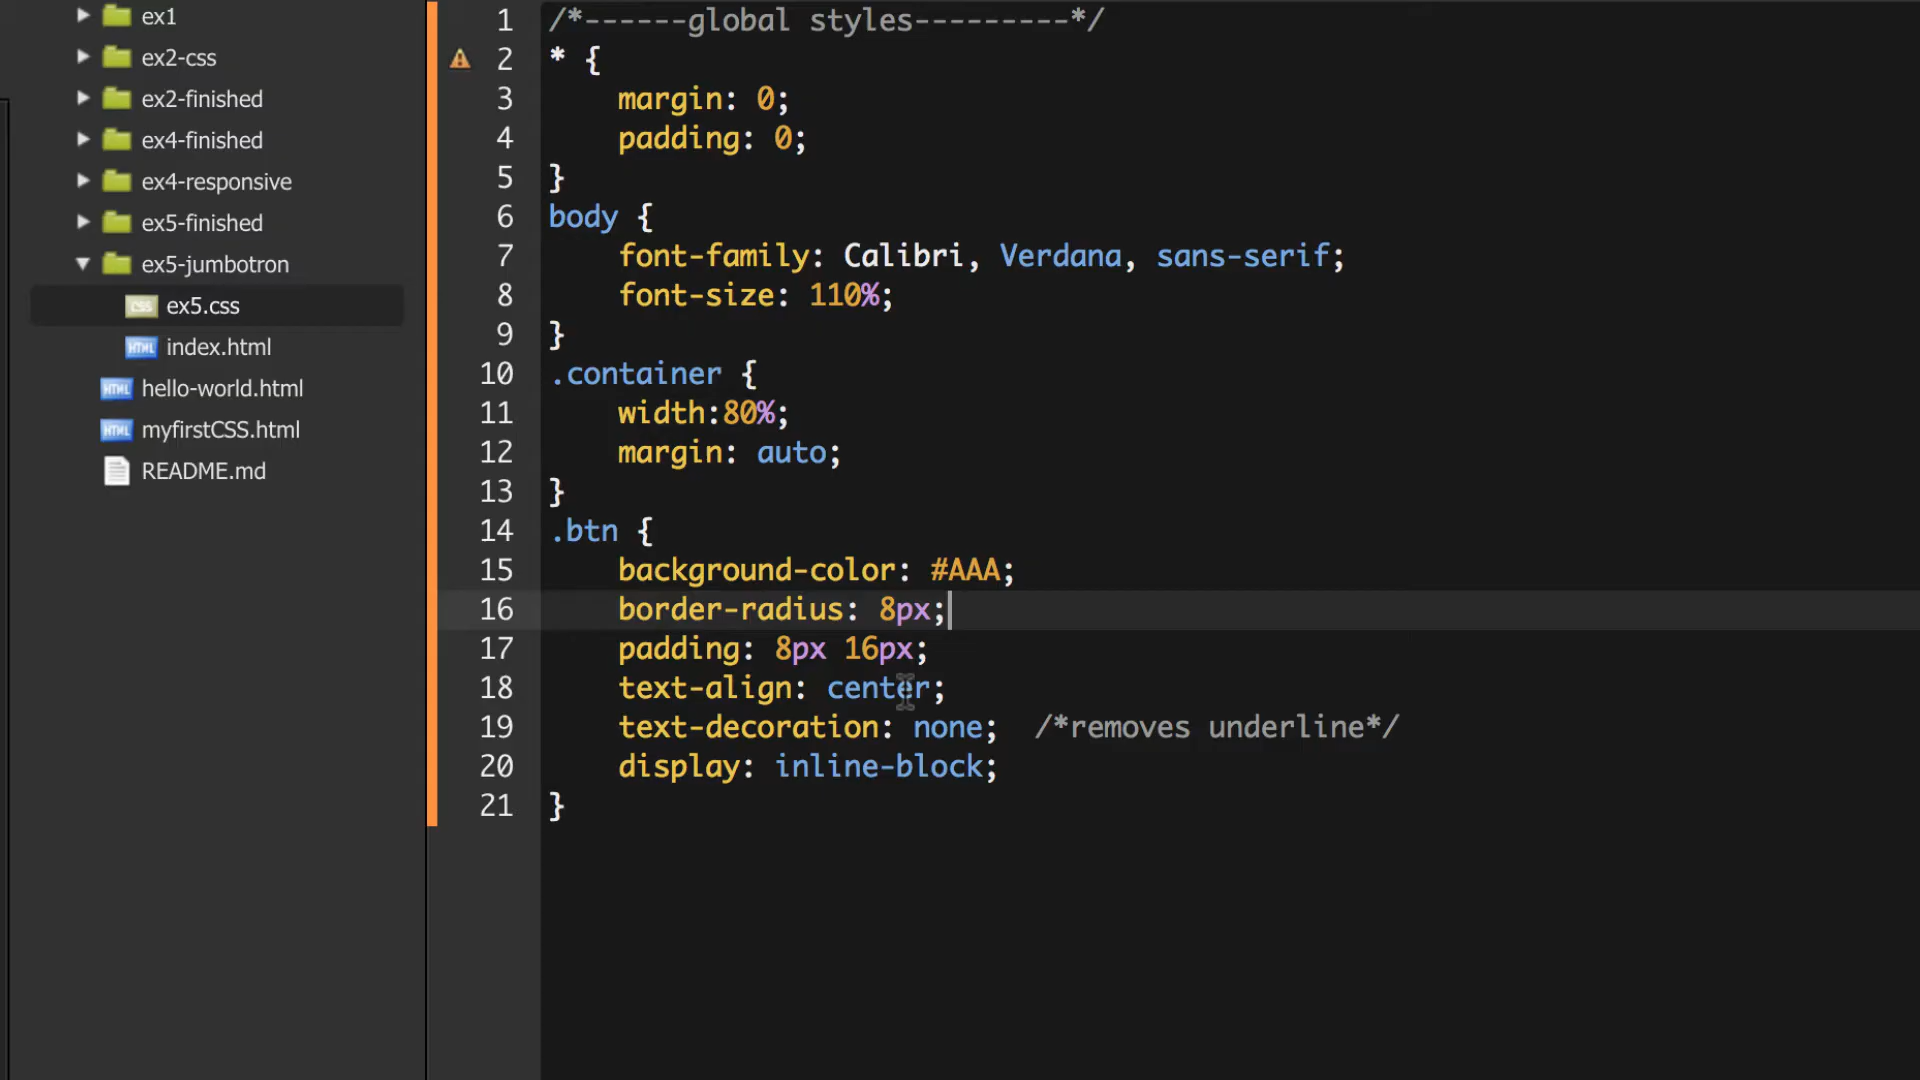 ex1
ex2-css
ex2-finished
ex4-finished
ex4-responsive
ex5-finished
ex5-jumbotron
CSS ex5.css
HTML index.html
HTML hello-world.html
HTML myfirstCSS.html
README.md
1 /*------global styles---------*/
2 * {
3 margin: 0;
4 padding: 0;
5 }
6 body {
7 font-family: Calibri, Verdana, sans-serif;
8 font-size: 110%;
9 }
10 .container {
11 width:80%;
12 margin: auto;
13 }
14 .btn {
15 background-color: #AAA;
16 border-radius: 8px;
17 padding: 8px 16px;
18 text-align: center;
19 text-decoration: none; /*removes underline*/
20 display: inline-block;
21 }